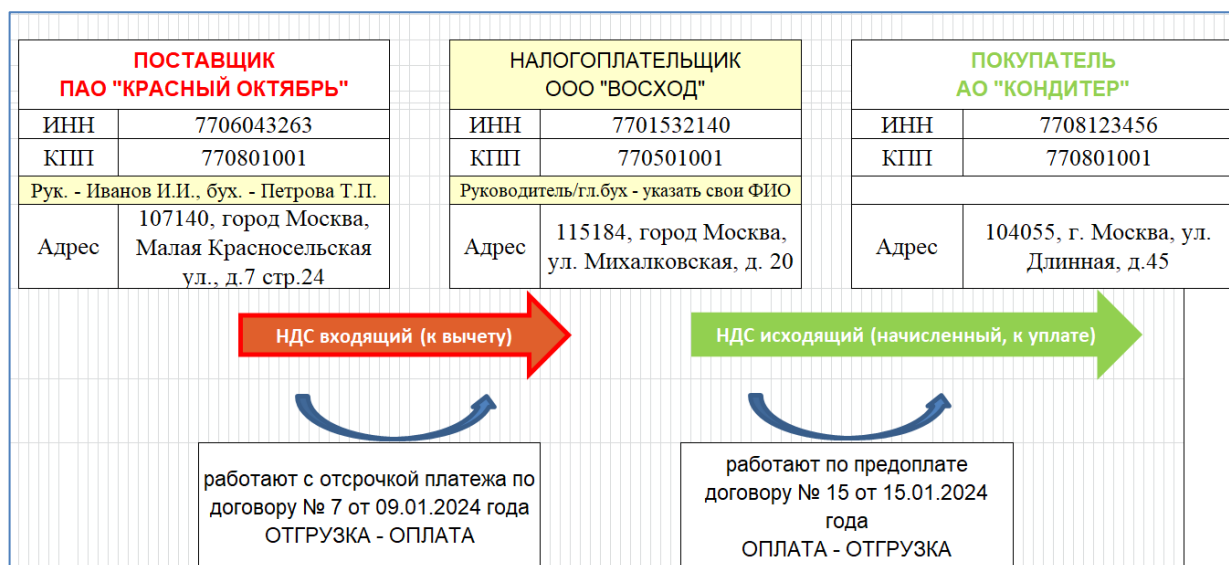 ПОСТАВЩИК
ПАО "КРАСНЫЙ ОКТЯБРЬ"
ИНН 7706043263
КПП 770801001
Рук. - Иванов И.И., бух. - Петрова Т.П.
Адрес
107140, город Москва,
Малая Красносельская
ул., д.7 стр.24
НАЛОГОПЛАТЕЛЬЩИК
ООО "ВОСХОД"
ИНН 7701532140
КПП 770501001
Руководитель/гл.бух - указать свои ФИО
Адрес
115184, город Москва,
ул. Михалковская, д. 20
ПОКУПАТЕЛЬ
АО "КОНДИТЕР"
ИНН 7708123456
КПП 770801001
Адрес
104055, г. Москва, ул.
Длинная, д.45
НДС входящий (к вычету)
НДС исходящий (начисленный, к уплате)
работают с отсрочкой платежа по
договору № 7 от 09.01.2024 года
ОТГРУЗКА - ОПЛАТА
работают по предоплате
договору № 15 от 15.01.2024
года
ОПЛАТА - ОТГРУЗКА